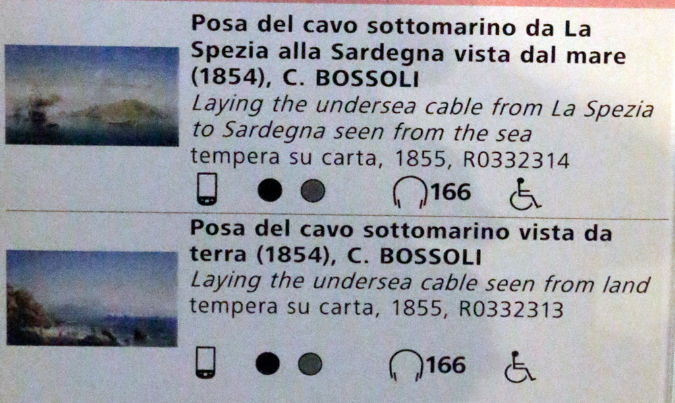 Posa del cavo sottomarino da La
Spezia alla Sardegna vista dal mare
(1854), C. BOSSOLI
Laying the undersea cable from La Spezia
to Sardegna seen from the sea
tempera su carta, 1855, R0332314
166
Posa del cavo sottomarino vista da
terra (1854), C. BOSSOLI
Laying the undersea cable seen from land
tempera su carta, 1855, R0332313
166